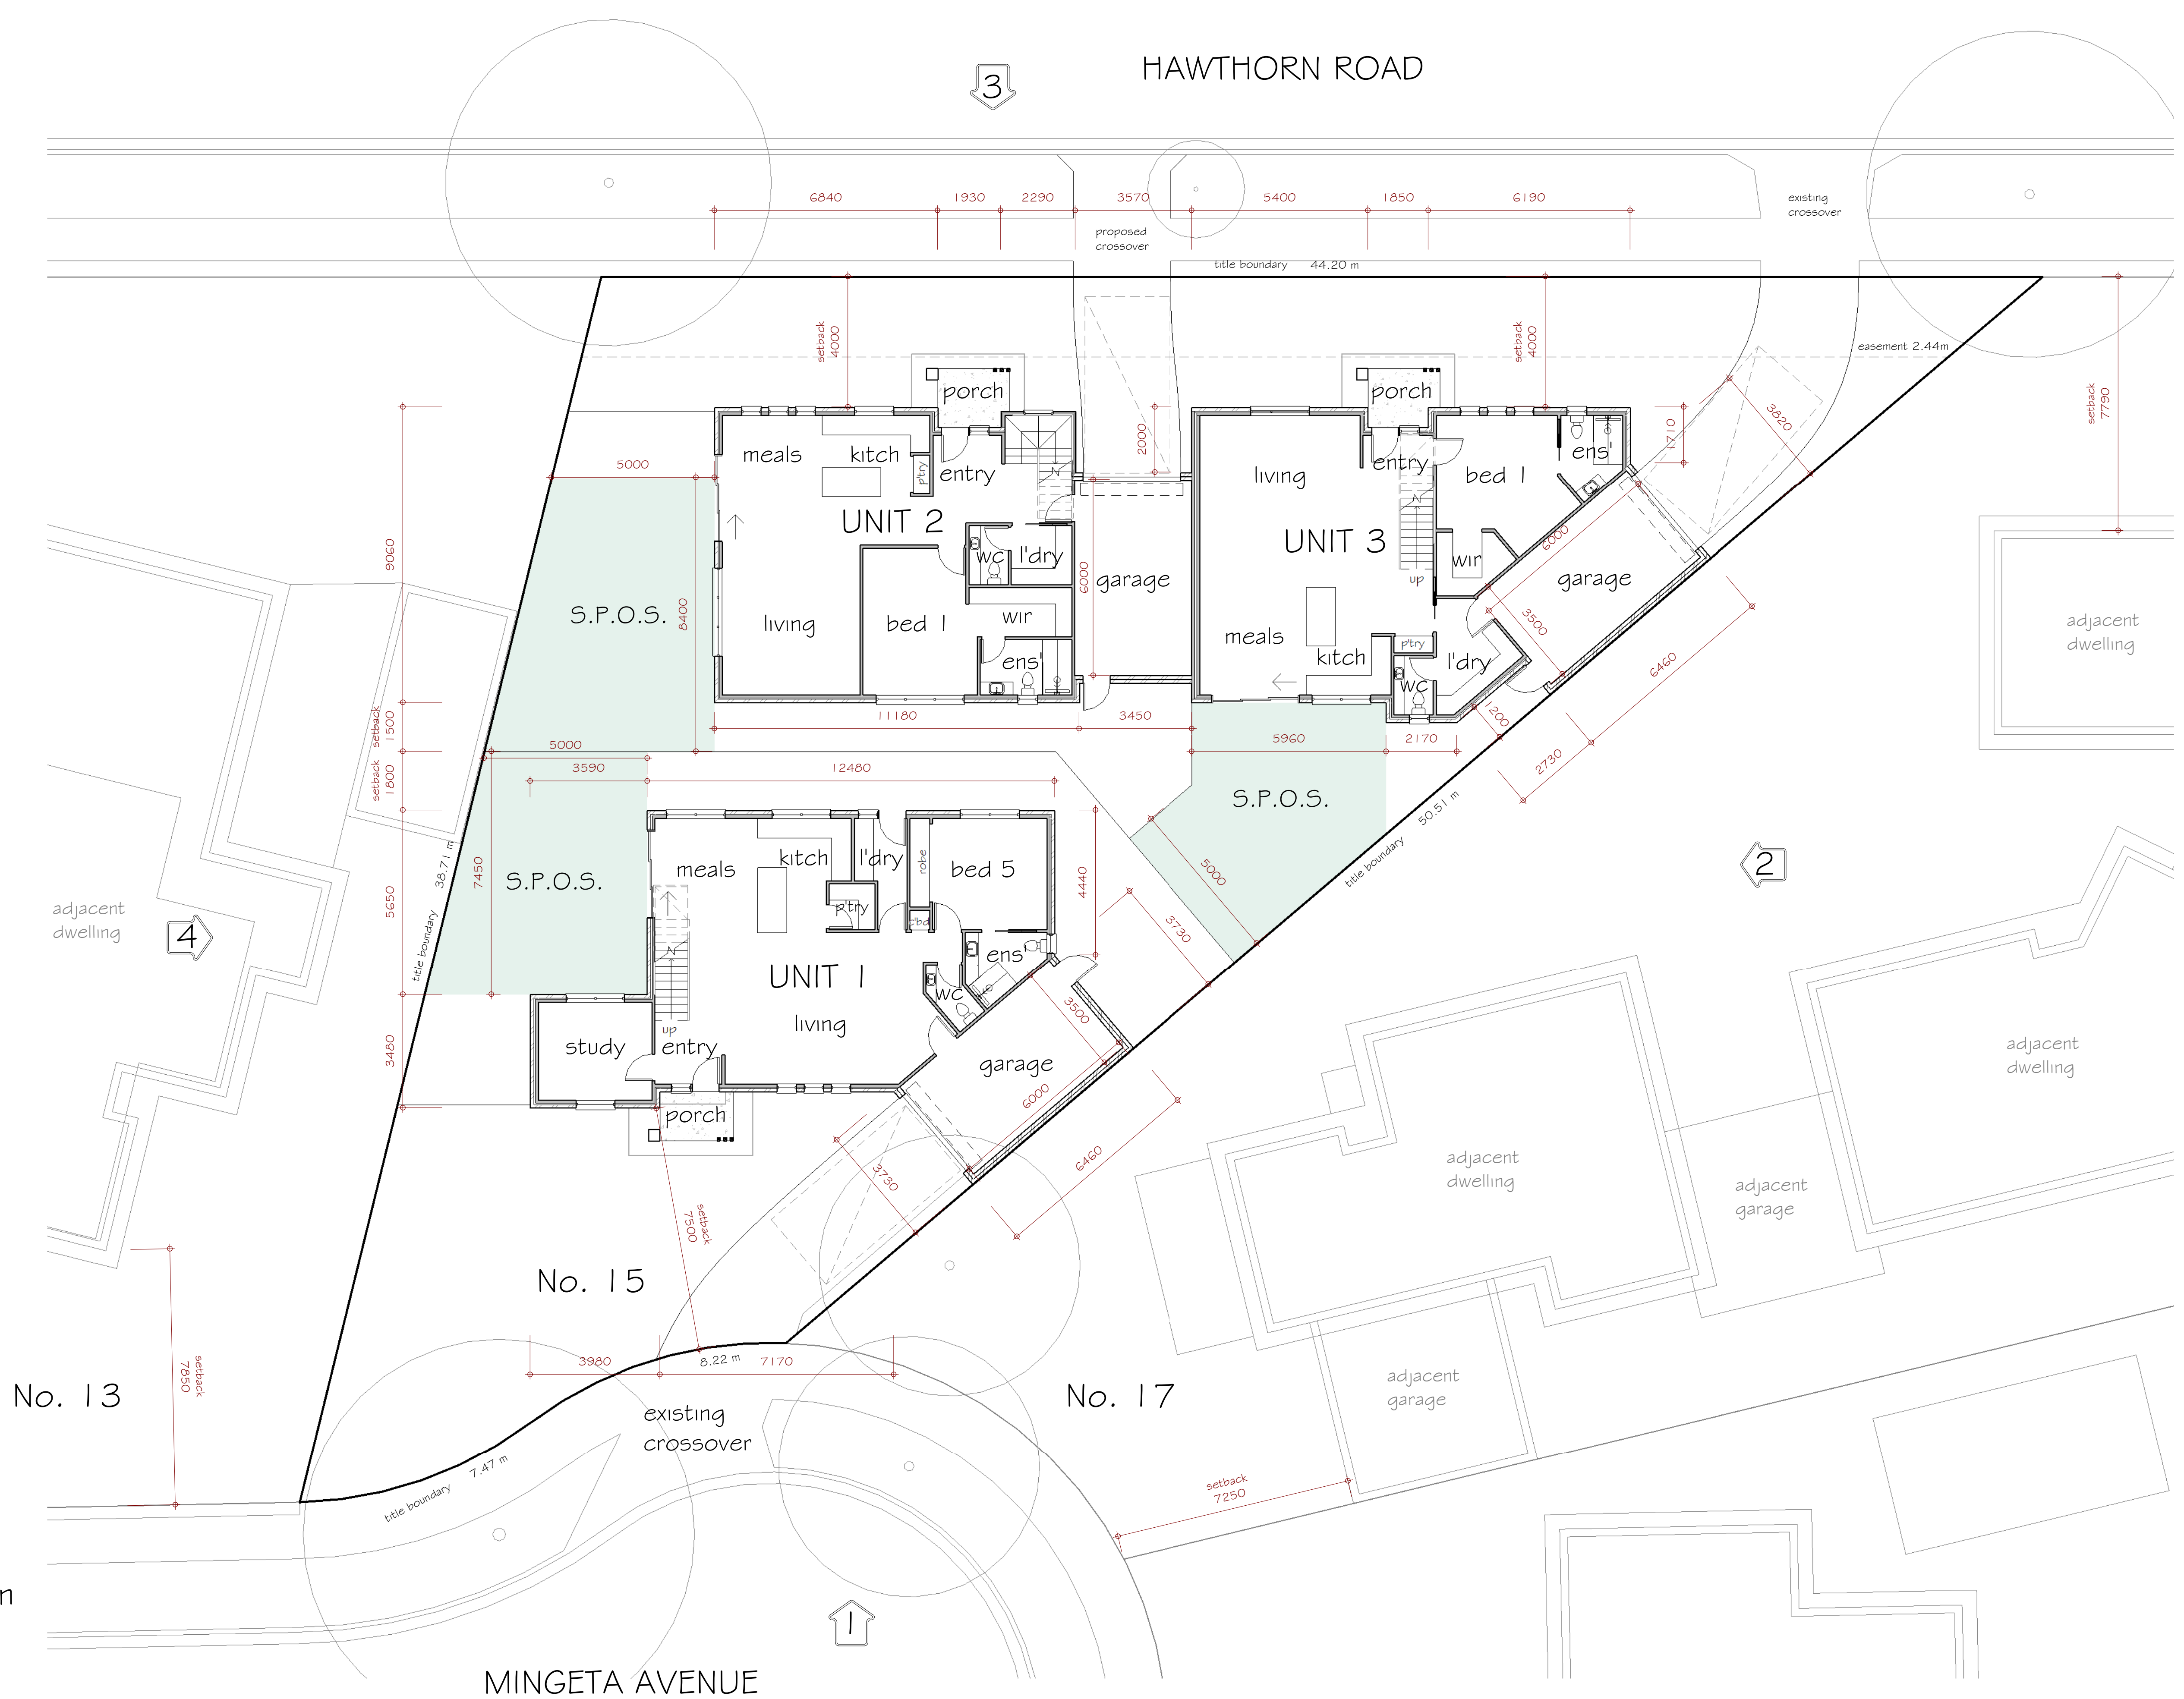 HAWTHORN ROAD
3
6840
1930
2290
3570
5400
1850
6190
existing
crossover
proposed
crossover
title boundary 44.20 m
setback
4000
setback
4000
easement 2.44m
setback
7790
porch
porch
3820
2000
1710
meals
kitch
p'try
entry
living
entry
bed 1
ens'
5000
UNIT 2
UNIT 3
6000
9060
wc
l'dry
garage
6000
wir
up
garage
S.P.O.S.
8400
living
bed 1
wir
3500
adjacent
dwelling
meals
kitch
p'try
l'dry
6460
ens'
wc
setback
1500
11180
3450
1200
5960
2170
2730
5000
3590
12480
setback
1800
S.P.O.S.
title boundary 50.51 m
title boundary 38.71 m
7450
S.P.O.S.
meals
kitch
l'dry
robe
bed 5
4440
5000
2
5650
p'try
3730
adjacent
dwelling
4
UNIT 1
ens'
wc
3500
living
up
study
entry
garage
6000
3480
porch
adjacent
dwelling
6460
3730
adjacent
dwelling
adjacent
garage
setback
7500
No. 15
setback
7850
3980
8.22 m
7170
No. 13
No. 17
adjacent
garage
existing
crossover
title boundary 7.47 m
setback
7250
n
1
MINGETA AVENUE